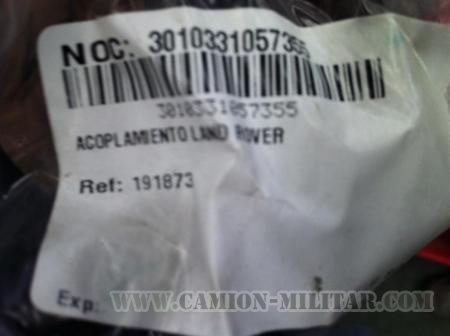 NOC: 3010331057355
3010331057355
ACOPLAMIENTO LAND ROVER
Ref: 191873
Exp:
WWW.CAMION-MILITAR.COM